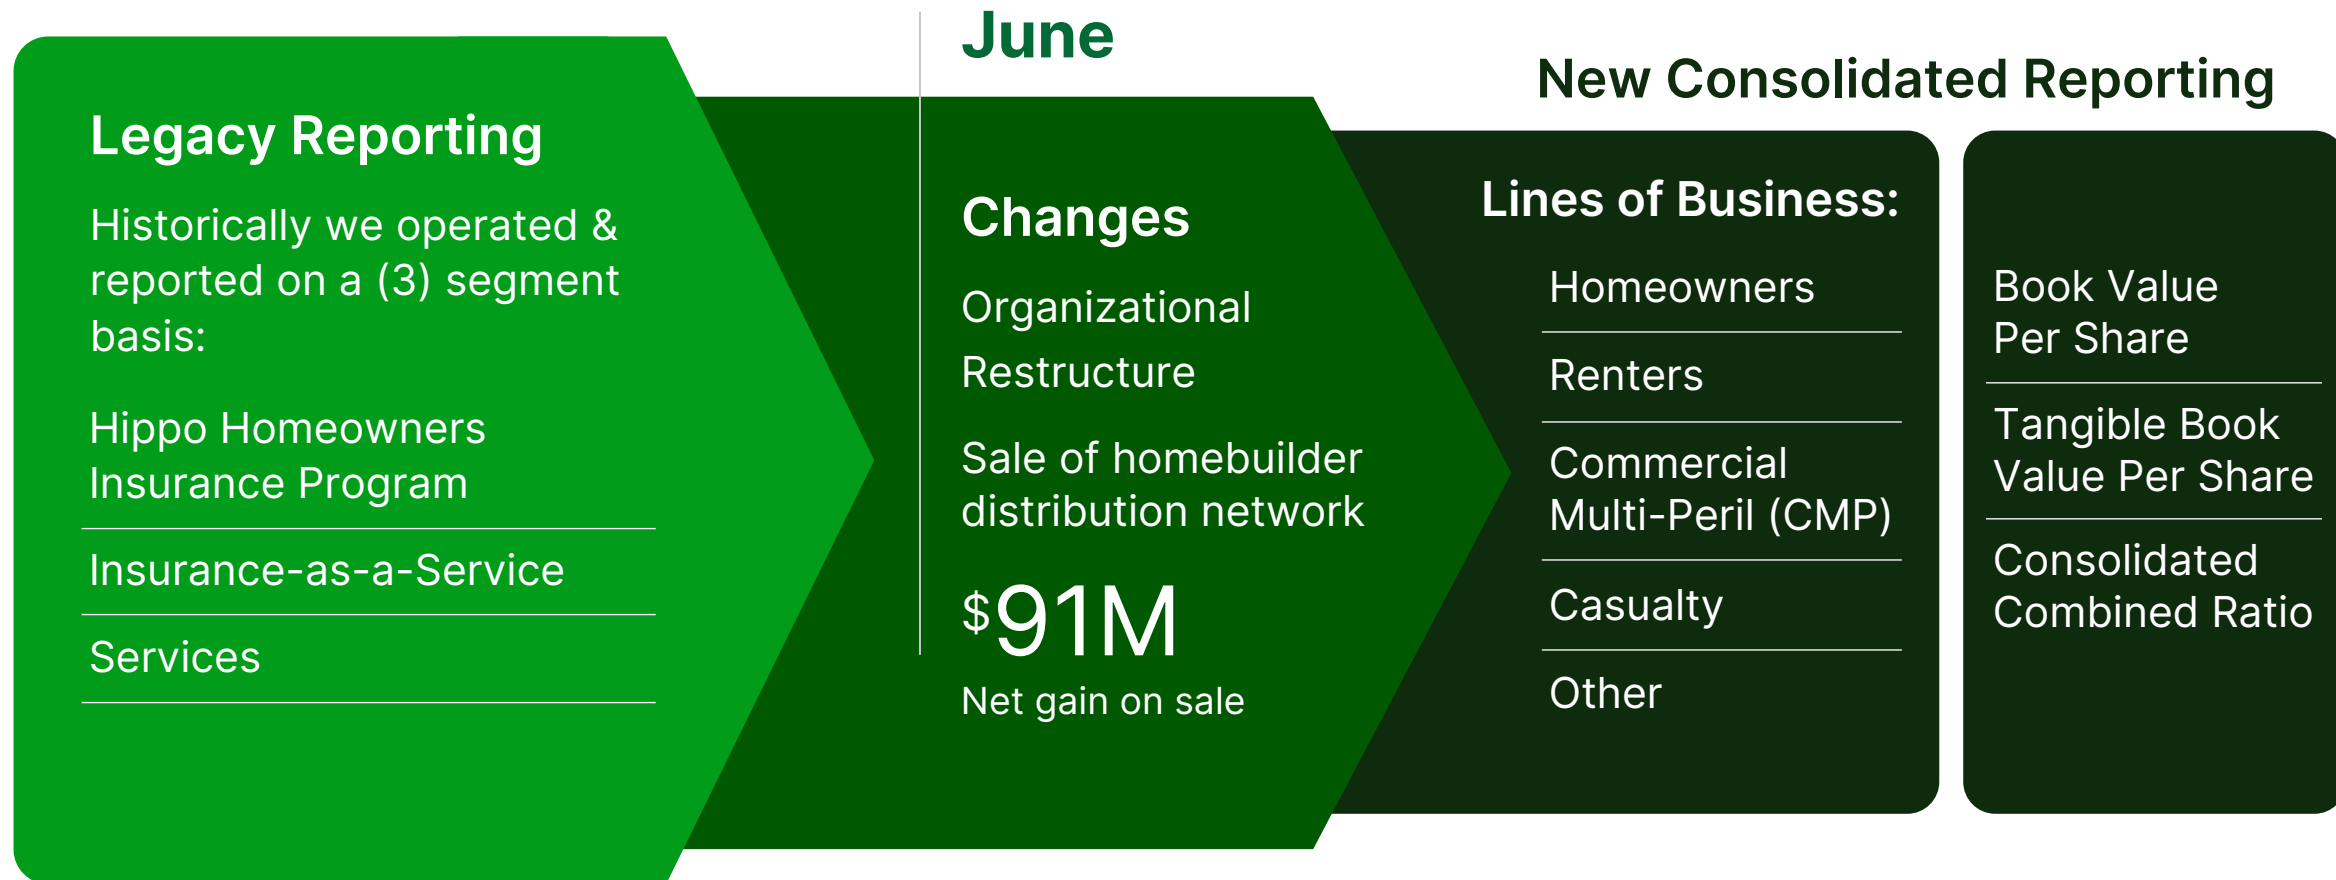 Legacy Reporting
Historically we operated &
reported on a (3) segment
basis:
Hippo Homeowners
Insurance Program
Insurance-as-a-Service
Services
June
Changes
Organizational
Restructure
Sale of homebuilder
distribution network
$91M
Net gain on sale
New Consolidated Reporting
Lines of Business:
Homeowners
Renters
Commercial
Multi-Peril (CMP)
Casualty
Other
Book Value
Per Share
Tangible Book
Value Per Share
Consolidated
Combined Ratio